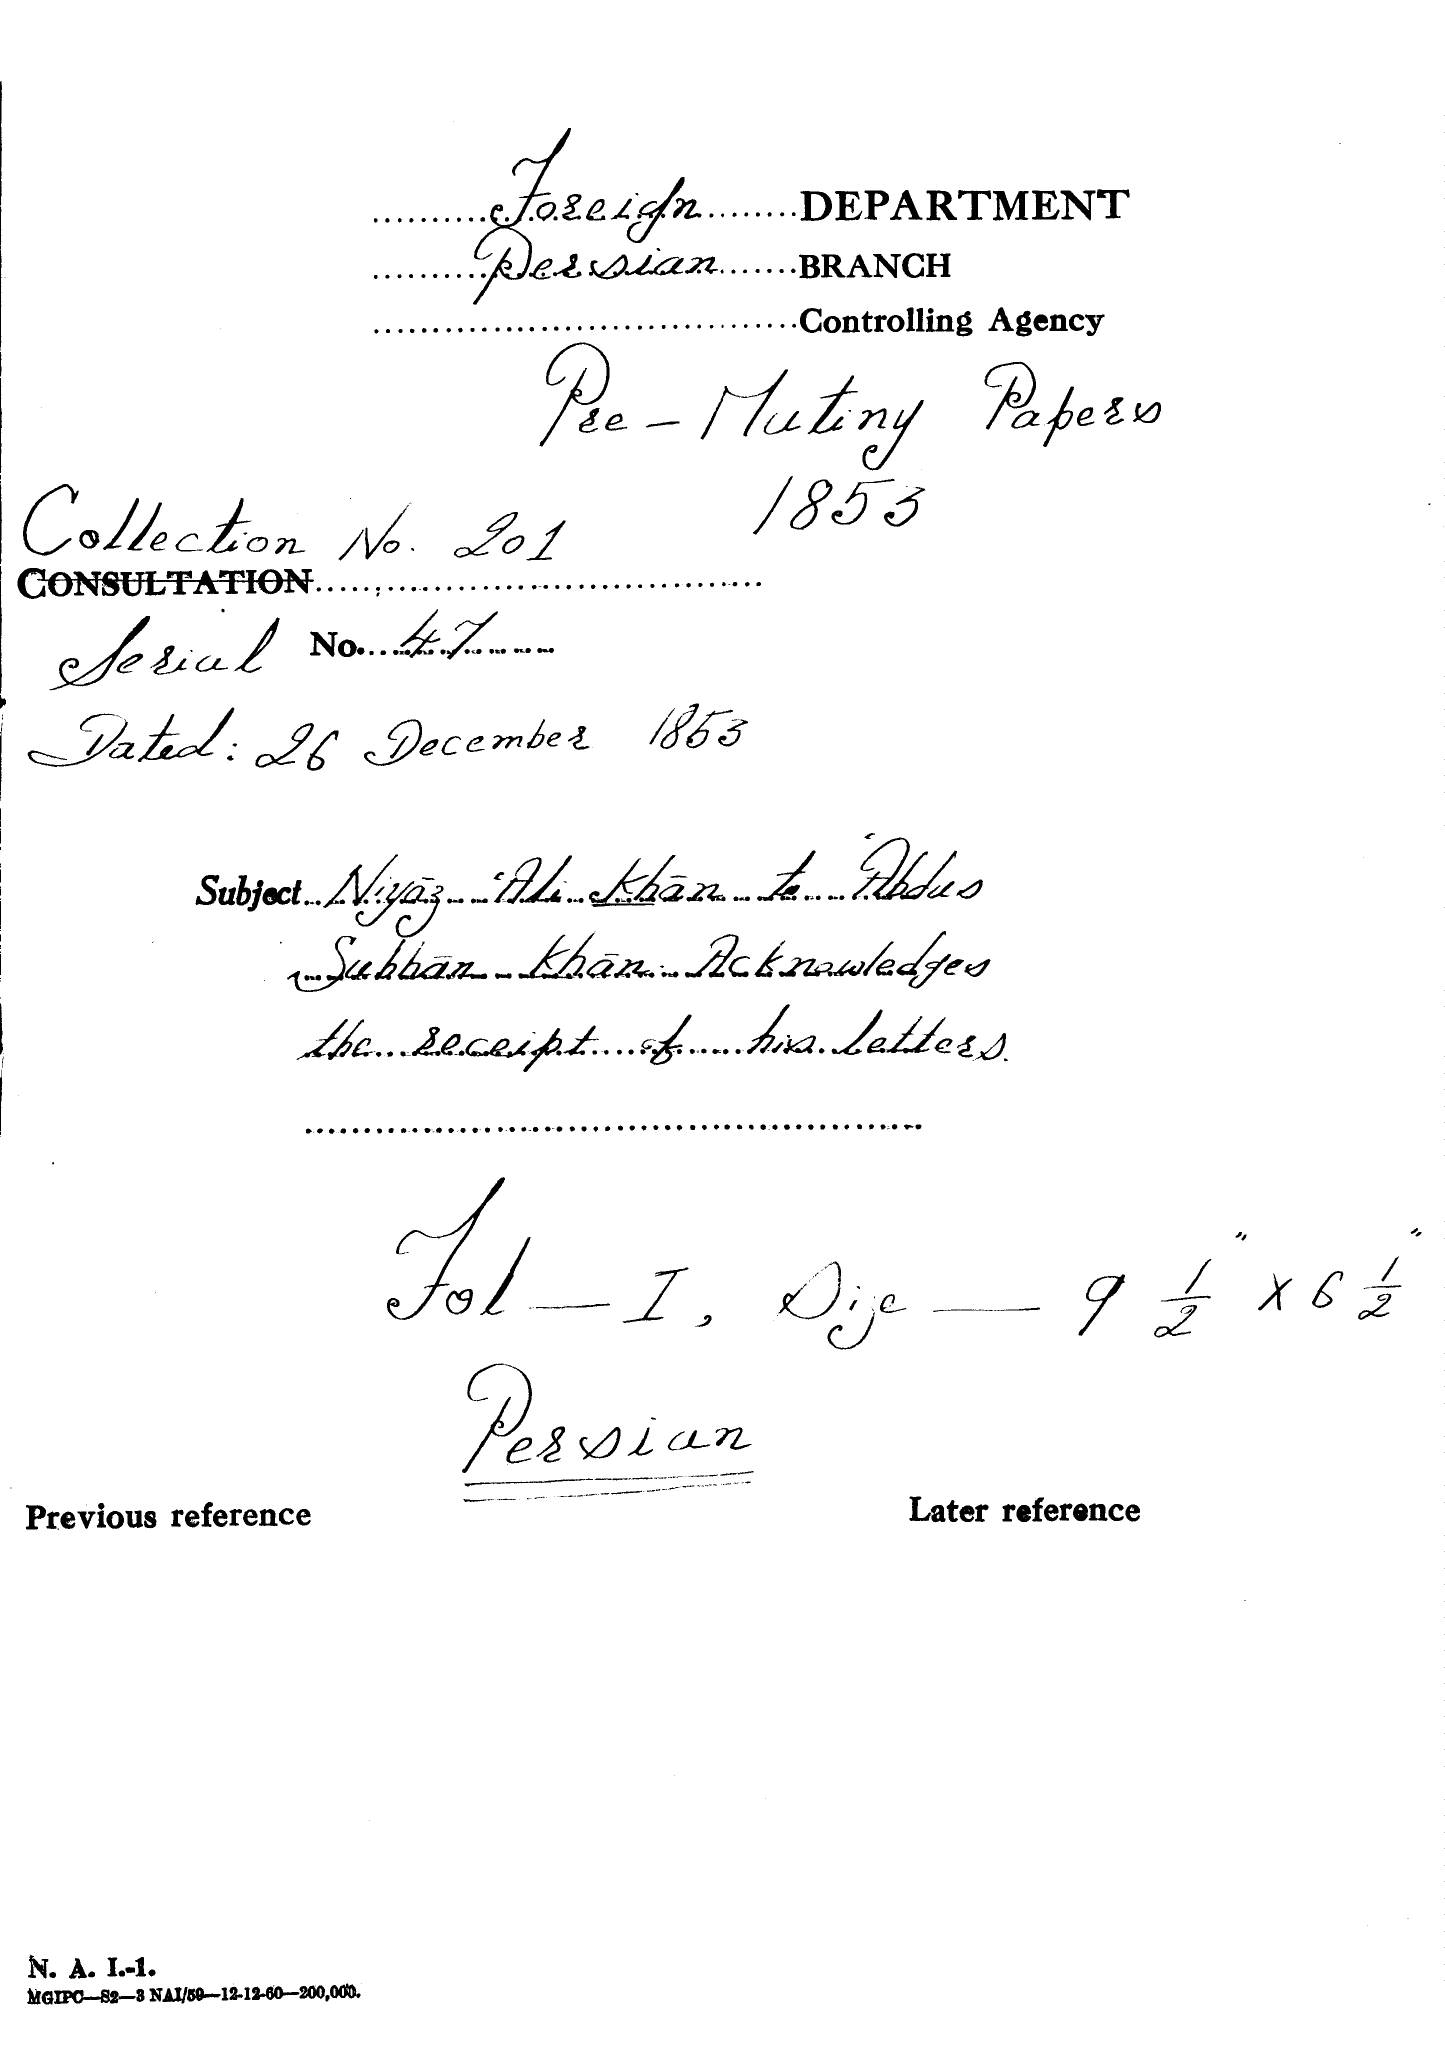 Foreign DEPARTMENT
Persian BRANCH
Controlling Agency
Pre-Mutiny Papers
1853
Collection No. 201
CONSULTATION
Serial No. 47
Dated: 26 December 1853
Subject Niyāz ‘Ali Khān to ‘Abdus
Subhān Khān. Acknowledges
the receipt of his letters.
Fol — I, Size — 9 1/2" x 6 1/2"
Persian
Previous reference Later reference
N. A. I.-1.
MGIPC—S2—3 NAI/59—12-12-60—200,000.